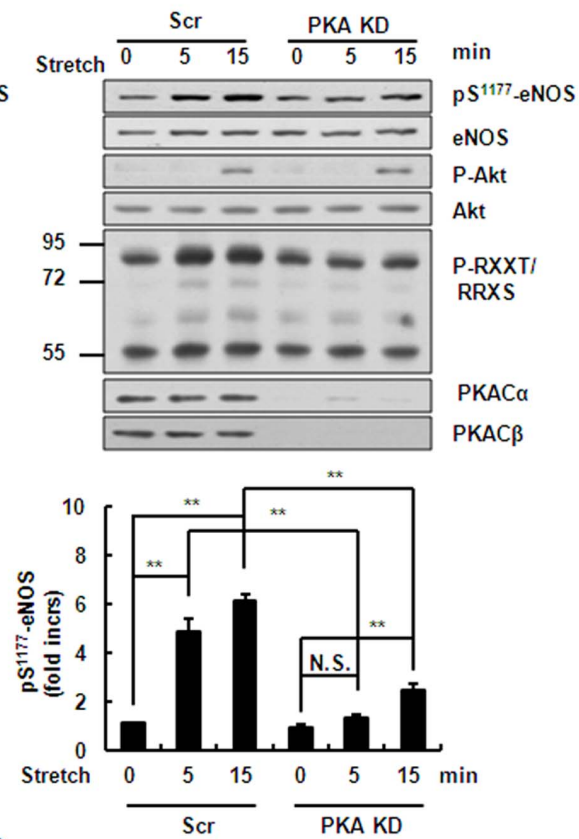 Scr PKA KD
Stretch 0 5 15 0 5 15 min
S
pS¹¹⁷⁷-eNOS
eNOS
P-Akt
Akt
95
72
55
P-RXXT/
RRXS
PKACα
PKACβ
pS¹¹⁷⁷-eNOS
(fold incrs)
10
8
6
4
2
0
**
**
**
**
**
N.S.
Stretch 0 5 15 0 5 15 min
Scr PKA KD